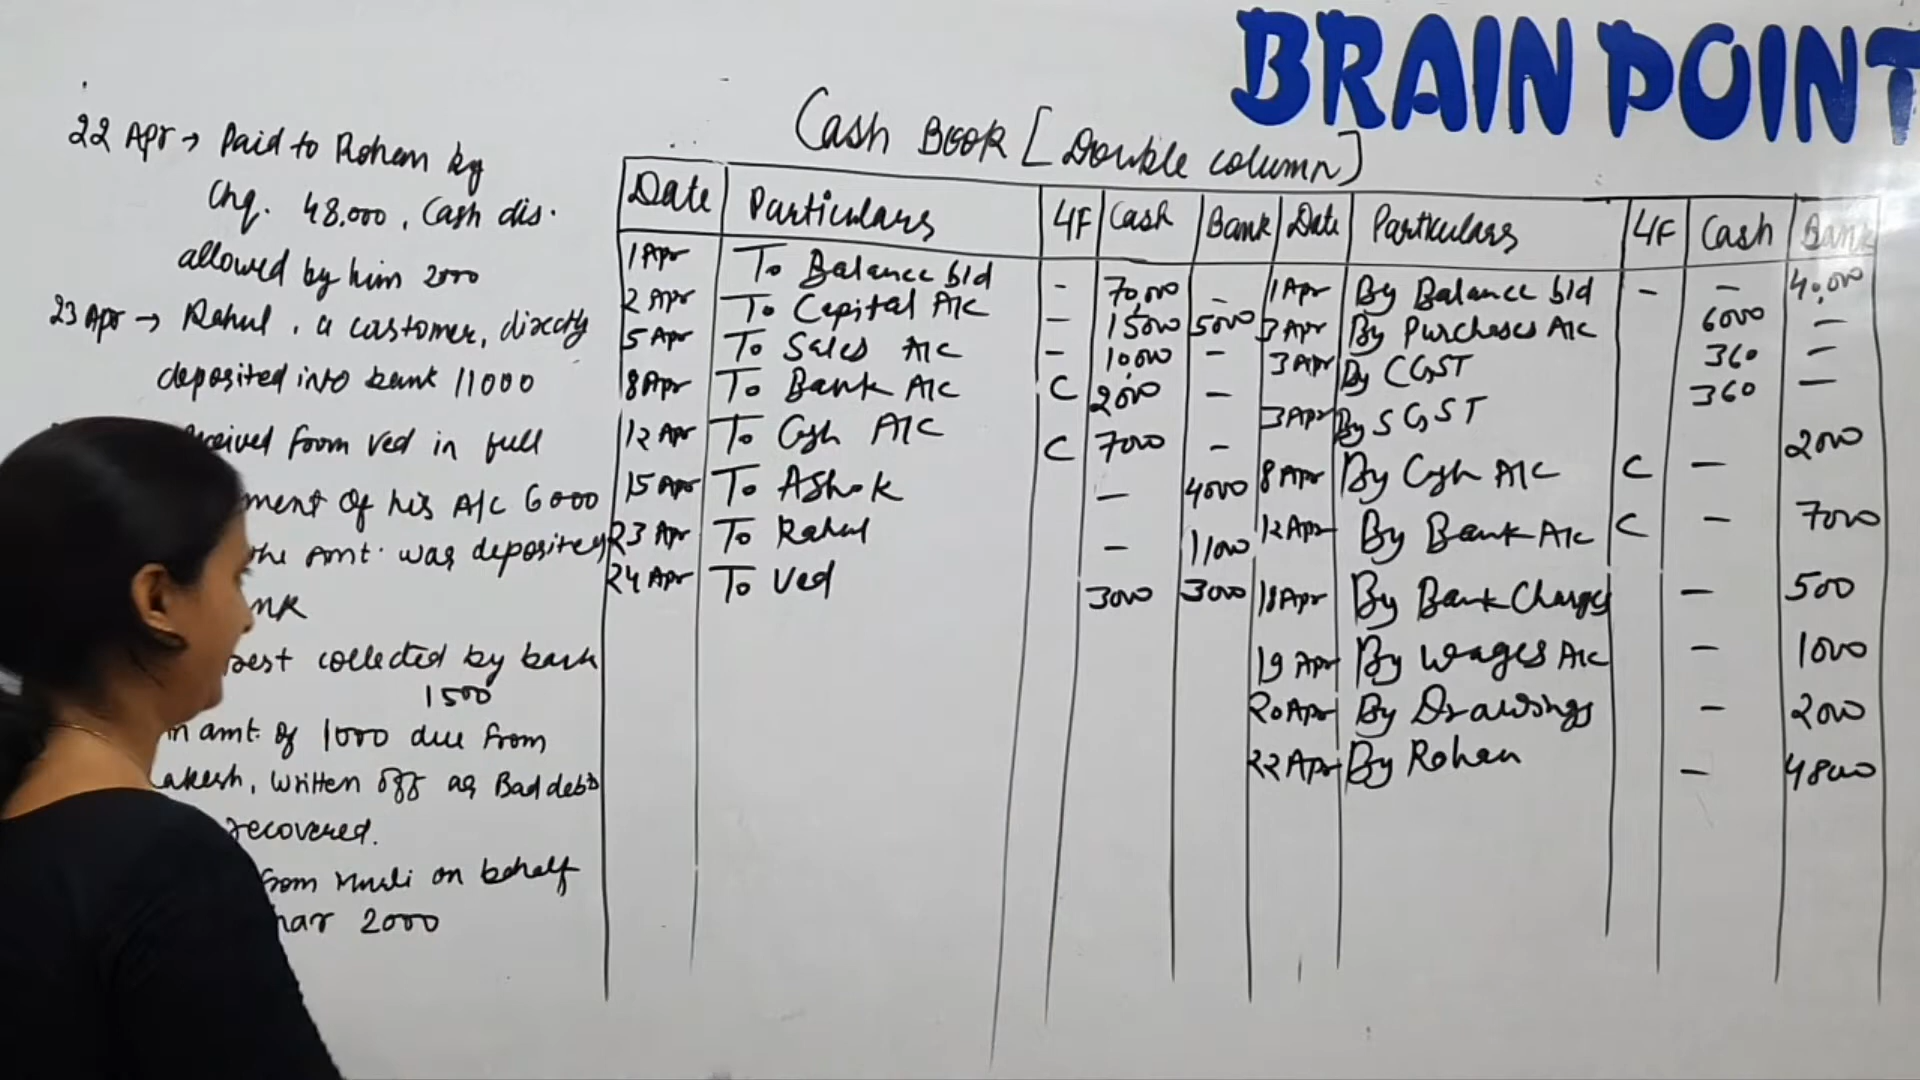 BRAIN POINT
Cash BOOK [Double column]
22 Apr → Paid to Rohan by
Chq. 48.000, Cash dis.
allowed by him 2000
23 Apr → Rahul, a customer, directly
deposited into bank 11000
from Ved in full
ment of his A/c 6000
the amt. was deposited
collected by bank
1500
amt. of 1000 due from
written off as Bad debts
recovered.
from Murli on behalf
2000
Date Particulars LF Cash Bank Date Particulars LF Cash Bank
1 Apr To Balance b/d - 70,000 - 1 Apr By Balance b/d - - 40,000
2 Apr To Capital A/C - 15000 5000 3 Apr By Purchases A/C 6000 -
5 Apr To Sales A/C - 10,000 - 3 Apr By CGST 360 -
8 Apr To Bank A/C C 2000 - 3 Apr By SGST 360 -
12 Apr To Cash A/C C 7000 - 8 Apr By Cash A/C C - 2000
15 Apr To Ashok - 4000 12 Apr By Bank A/C C - 7000
23 Apr To Rahul - 11000 18 Apr By Bank Charges - 500
24 Apr To Ved 3000 3000 19 Apr By Wages A/C - 1000
20 Apr By Drawings - 2000
22 Apr By Rohan - 48000